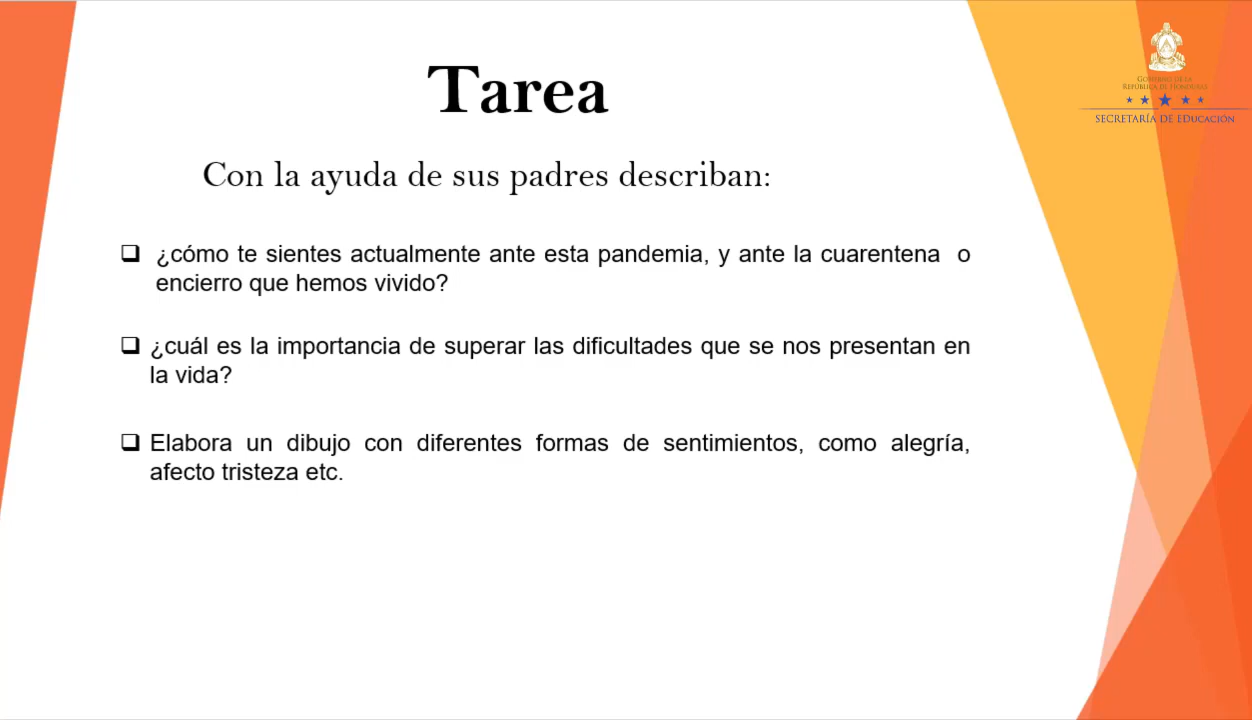 Tarea
GOBIERNO DE LA
REPÚBLICA DE HONDURAS
SECRETARÍA DE EDUCACIÓN
Con la ayuda de sus padres describan:
¿cómo te sientes actualmente ante esta pandemia, y ante la cuarentena o
encierro que hemos vivido?
¿cuál es la importancia de superar las dificultades que se nos presentan en
la vida?
Elabora un dibujo con diferentes formas de sentimientos, como alegría,
afecto tristeza etc.